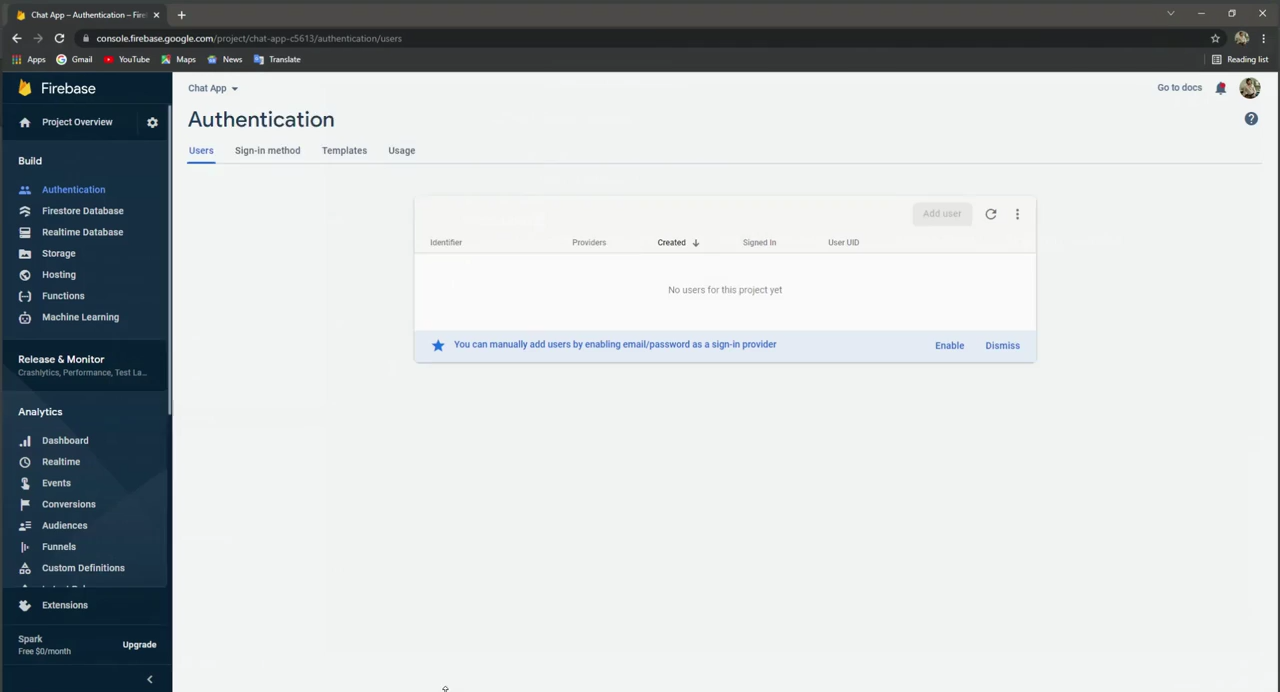 Chat App – Authentication – Fire
console.firebase.google.com/project/chat-app-c5613/authentication/users
Apps Gmail YouTube Maps News Translate Reading list
Firebase
Chat App
Go to docs
Project Overview
Authentication
Users Sign-in method Templates Usage
Build
Authentication
Firestore Database
Realtime Database
Storage
Hosting
Functions
Machine Learning
Release & Monitor
Crashlytics, Performance, Test La...
Analytics
Dashboard
Realtime
Events
Conversions
Audiences
Funnels
Custom Definitions
Extensions
Spark
Free $0/month
Upgrade
Add user
Identifier Providers Created Signed In User UID
No users for this project yet
You can manually add users by enabling email/password as a sign-in provider
Enable Dismiss